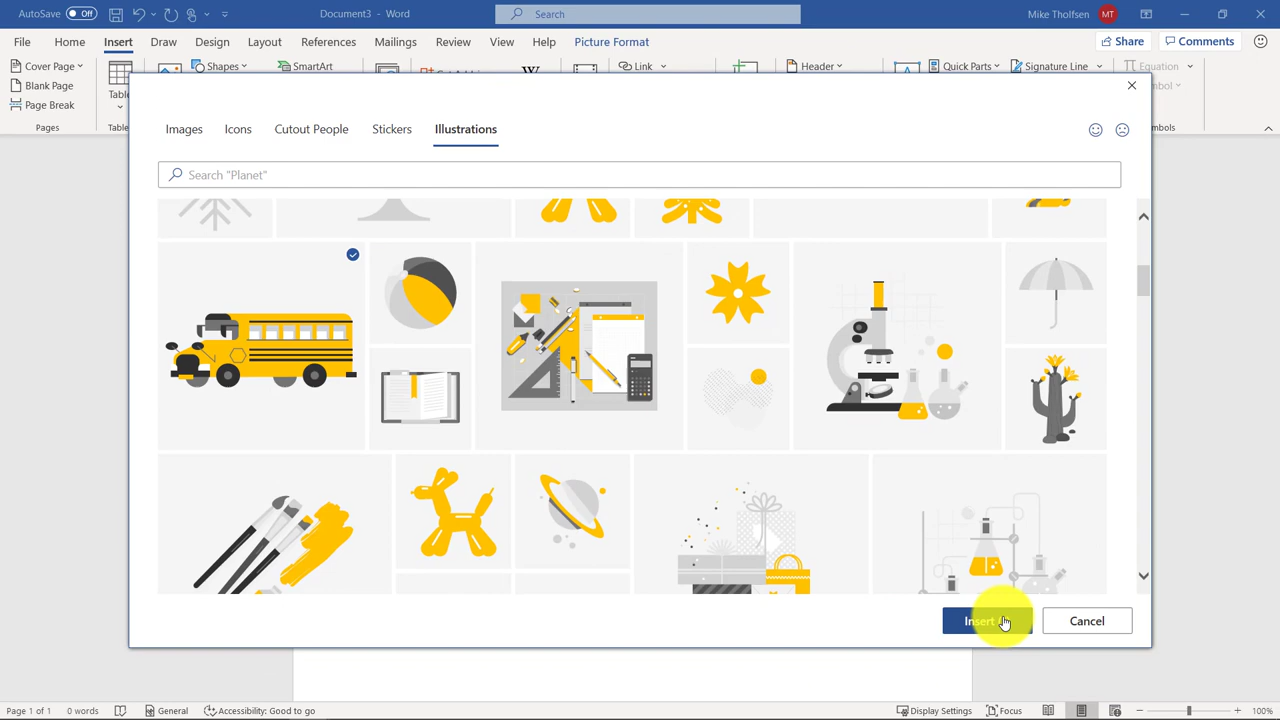 AutoSave Off Document3 - Word Search Mike Tholfsen MT
File Home Insert Draw Design Layout References Mailings Review View Help Picture Format Share Comments
Cover Page Shapes SmartArt Link Header Quick Parts Signature Line Equation
Blank Page
Page Break
Pages
Images Icons Cutout People Stickers Illustrations
Search "Planet"
Insert Cancel
Page 1 of 1 0 words General Accessibility: Good to go Display Settings Focus 100%